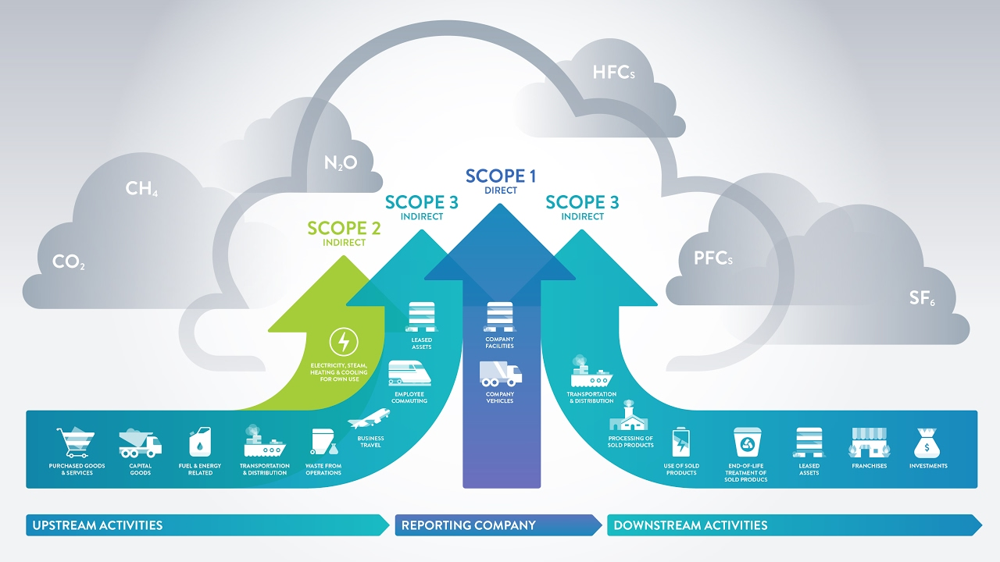 HFCs
N₂O
CH₄
CO₂
PFCs
SF₆
SCOPE 1
DIRECT
SCOPE 3
INDIRECT
SCOPE 3
INDIRECT
SCOPE 2
INDIRECT
ELECTRICITY, STEAM,
HEATING & COOLING
FOR OWN USE
LEASED
ASSETS
EMPLOYEE
COMMUTING
BUSINESS
TRAVEL
COMPANY
FACILITIES
COMPANY
VEHICLES
TRANSPORTATION
& DISTRIBUTION
PROCESSING OF
SOLD PRODUCTS
PURCHASED GOODS
& SERVICES
CAPITAL
GOODS
FUEL & ENERGY
RELATED
TRANSPORTATION
& DISTRIBUTION
WASTE FROM
OPERATIONS
USE OF SOLD
PRODUCTS
END-OF-LIFE
TREATMENT OF
SOLD PRODUCS
LEASED
ASSETS
FRANCHISES
$
INVESTMENTS
UPSTREAM ACTIVITIES
REPORTING COMPANY
DOWNSTREAM ACTIVITIES